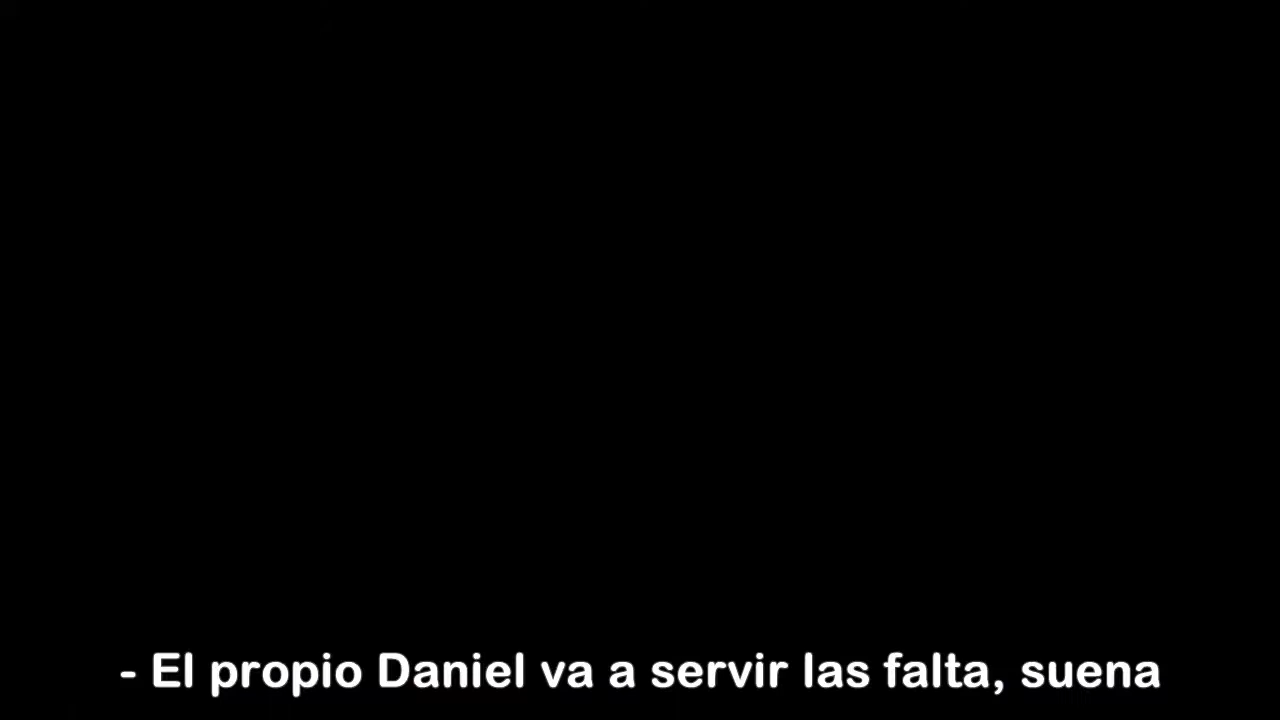 - El propio Daniel va a servir las falta, suena